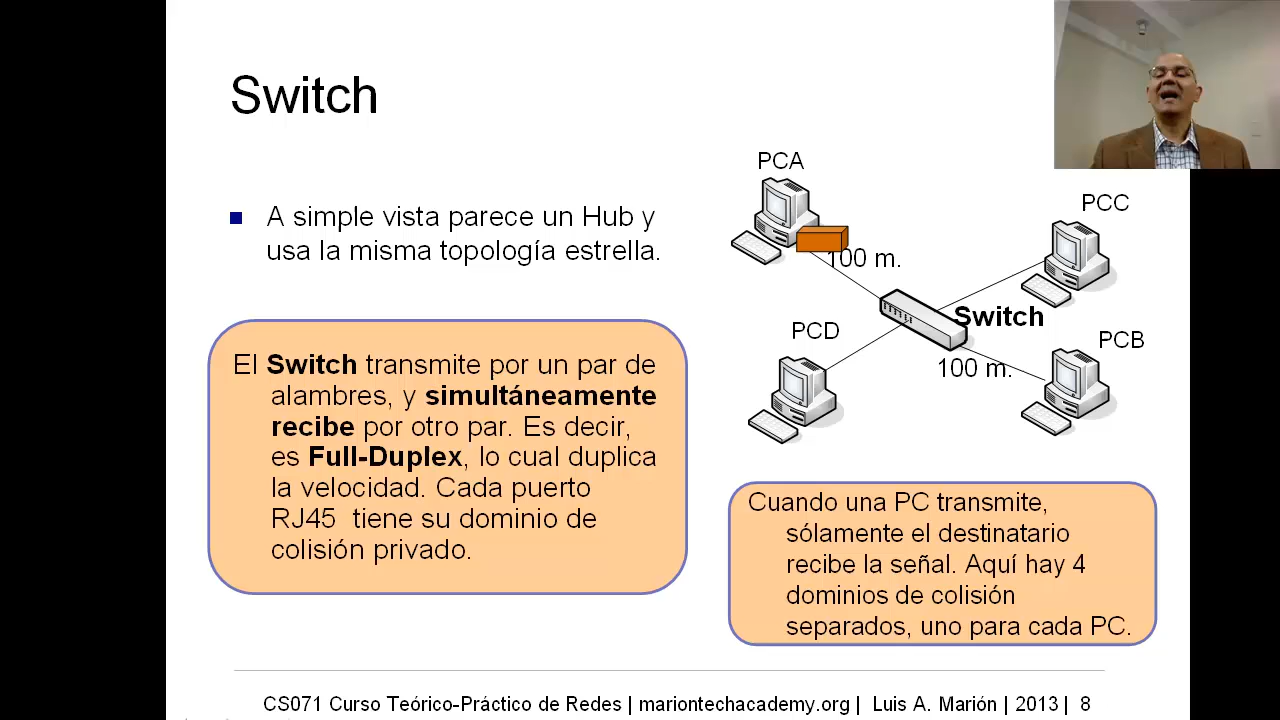 Switch
A simple vista parece un Hub y
usa la misma topología estrella.
El Switch transmite por un par de
alambres, y simultáneamente
recibe por otro par. Es decir,
es Full-Duplex, lo cual duplica
la velocidad. Cada puerto
RJ45 tiene su dominio de
colisión privado.
PCA
PCC
100 m.
Switch
PCD
PCB
100 m.
Cuando una PC transmite,
sólamente el destinatario
recibe la señal. Aquí hay 4
dominios de colisión
separados, uno para cada PC.
CS071 Curso Teórico-Práctico de Redes | mariontechacademy.org | Luis A. Marión | 2013 | 8